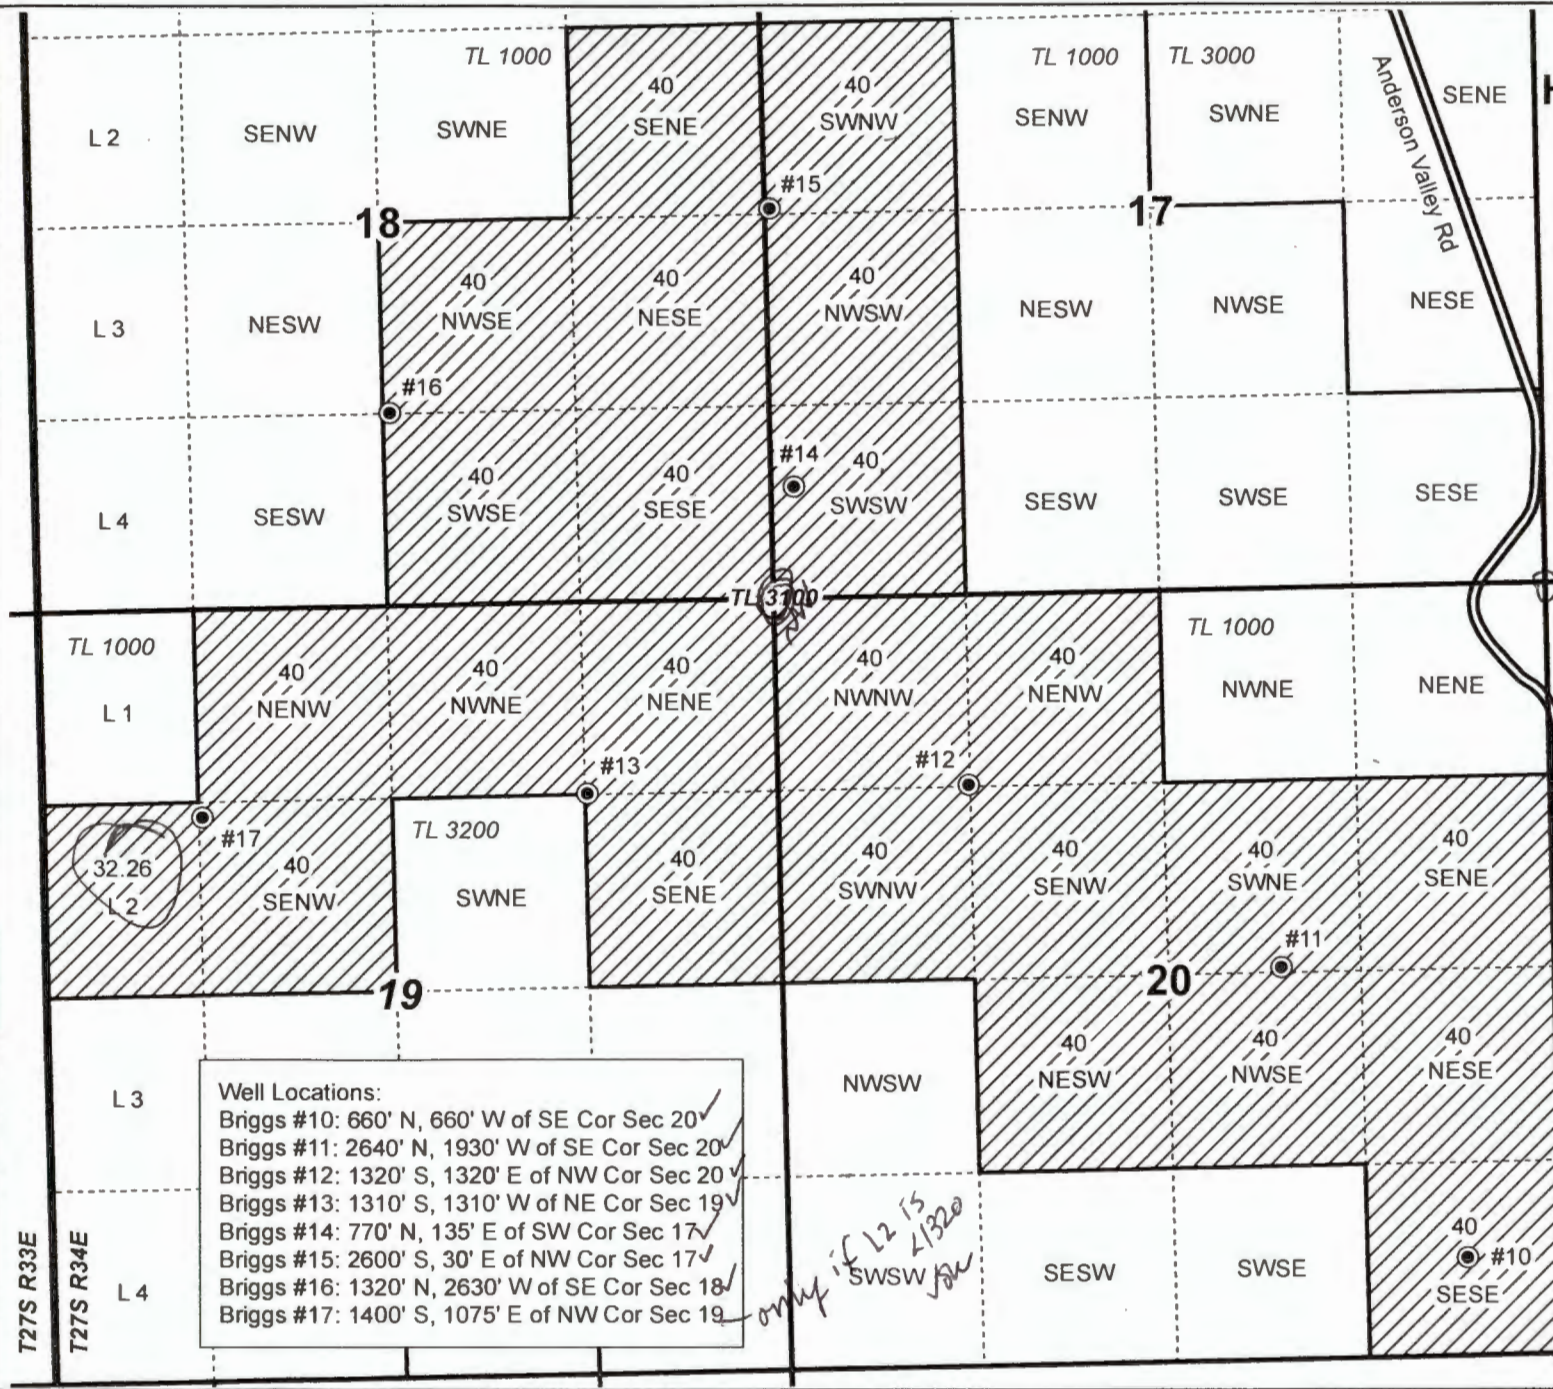 TL 1000
TL 1000
TL 3000
Anderson Valley Rd
L 2
SENW
SWNE
40
SENE
40
SWNW
SENW
SWNE
SENE
#15
18
17
L 3
NESW
40
NWSE
40
NESE
40
NWSW
NESW
NWSE
NESE
#16
#14
L 4
SESW
40
SWSE
40
SESE
40
SWSW
SESW
SWSE
SESE
TL 3100
TL 1000
L 1
40
NENW
40
NWNE
40
NENE
40
NWNW
40
NENW
TL 1000
NWNE
NENE
#13
#12
#17
32.26
L 2
40
SENW
TL 3200
SWNE
40
SENE
40
SWNW
40
SENW
40
SWNE
40
SENE
#11
19
20
L 3
NWSW
40
NESW
40
NWSE
40
NESE
Well Locations:
Briggs #10: 660' N, 660' W of SE Cor Sec 20 ✓
Briggs #11: 2640' N, 1930' W of SE Cor Sec 20 ✓
Briggs #12: 1320' S, 1320' E of NW Cor Sec 20 ✓
Briggs #13: 1310' S, 1310' W of NE Cor Sec 19 ✓
Briggs #14: 770' N, 135' E of SW Cor Sec 17 ✓
Briggs #15: 2600' S, 30' E of NW Cor Sec 17 ✓
Briggs #16: 1320' N, 2630' W of SE Cor Sec 18 ✓
Briggs #17: 1400' S, 1075' E of NW Cor Sec 19
only if L2 is
<1320
L 4
SWSW
SESW
SWSE
40
#10
SESE
T27S R33E
T27S R34E